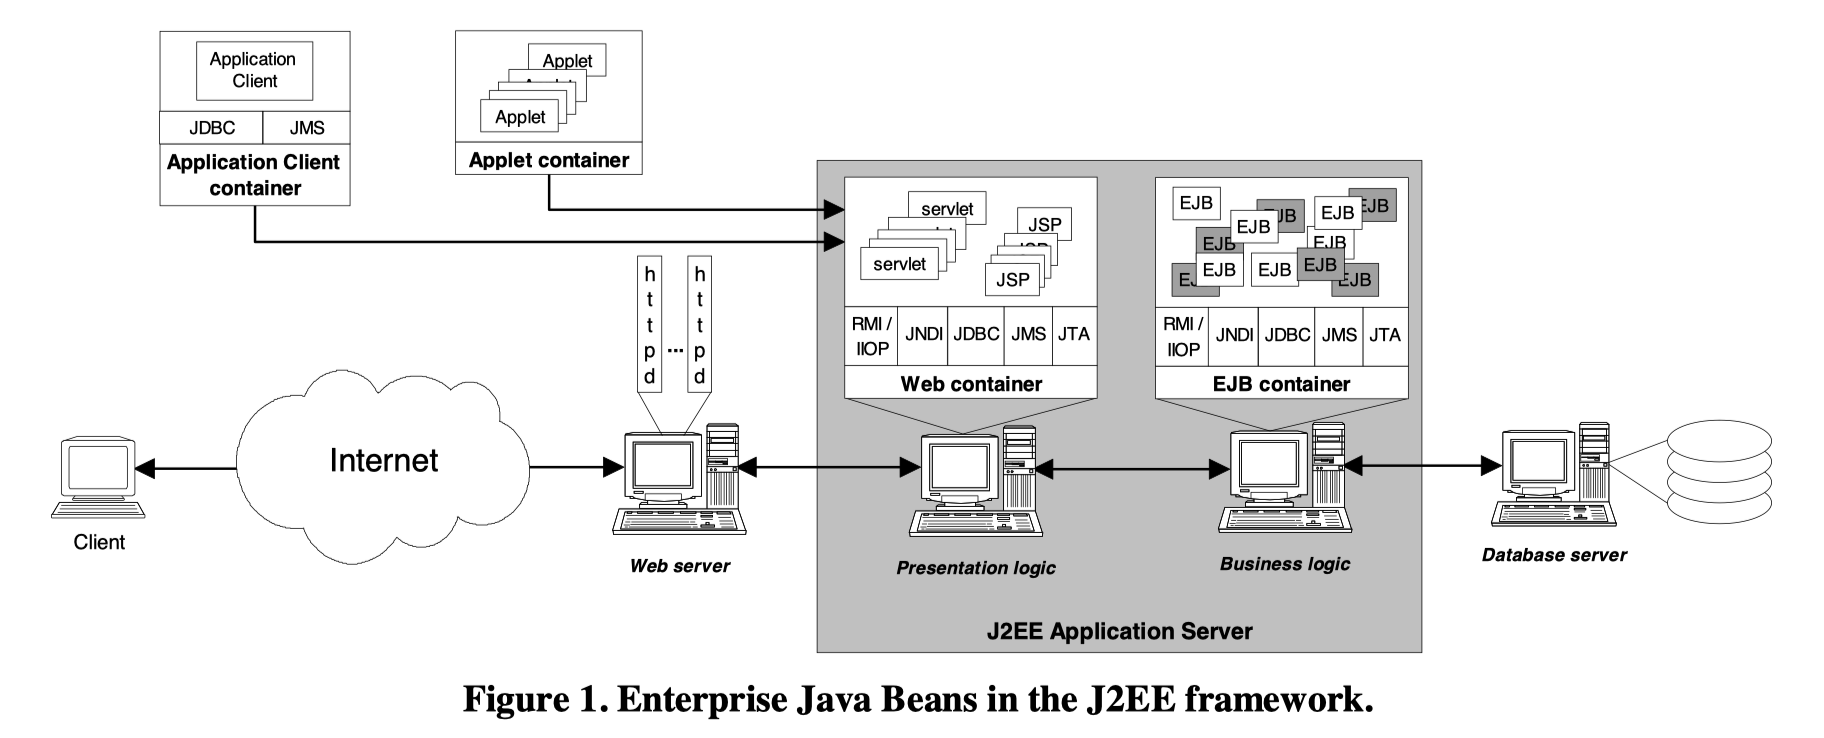 Application
Client
JDBC
JMS
Application Client
container
Applet
Applet
Applet container
httpd
...
httpd
servlet
servlet
JSP
JSP
RMI /
IIOP
JNDI
JDBC
JMS
JTA
Web container
EJB
EJB
EJB
EJB
EJB
EJB
EJB
EJB
EJB
EJB
EJB
RMI /
IIOP
JNDI
JDBC
JMS
JTA
EJB container
Internet
Client
Web server
Presentation logic
Business logic
Database server
J2EE Application Server
Figure 1. Enterprise Java Beans in the J2EE framework.